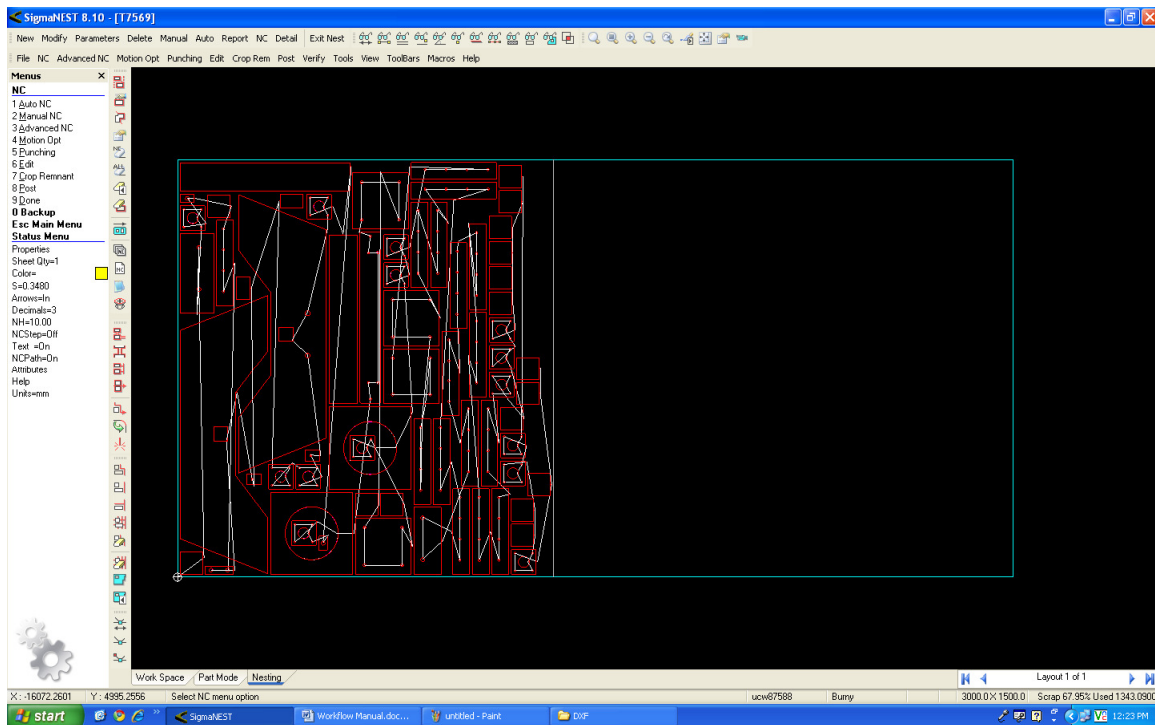 SigmaNEST 8.10 - [T7569]
New Modify Parameters Delete Manual Auto Report NC Detail Exit Nest
File NC Advanced NC Motion Opt Punching Edit Crop Rem Post Verify Tools View ToolBars Macros Help
Menus
NC
1 Auto NC
2 Manual NC
3 Advanced NC
4 Motion Opt
5 Punching
6 Edit
7 Crop Remnant
8 Post
9 Done
0 Backup
Esc Main Menu
Status Menu
Properties
Sheet Qty=1
Color=
S=0.3480
Arrows=In
Decimals=3
NH=10.00
NCStep=Off
Text =On
NCPath=On
Attributes
Help
Units=mm
Work Space Part Mode Nesting
Layout 1 of 1
X: -16072.2601 Y: 4995.2556 Select NC menu option ucw87588 Burny 3000.0 X 1500.0 Scrap 67.95% Used 1343.0900
start SigmaNEST Workflow Manual.doc... untitled - Paint DXF 12:23 PM